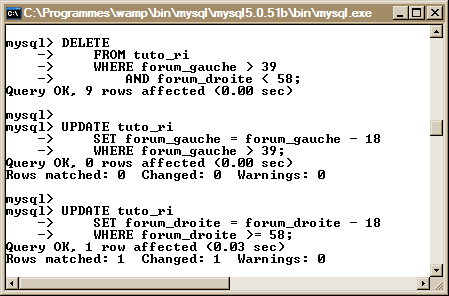 C:\Programmes\wamp\bin\mysql\mysql5.0.51b\bin\mysql.exe
mysql> DELETE
    ->     FROM tuto_ri
    ->     WHERE forum_gauche > 39
    ->         AND forum_droite < 58;
Query OK, 9 rows affected (0.00 sec)
mysql>
mysql> UPDATE tuto_ri
    ->     SET forum_gauche = forum_gauche - 18
    ->     WHERE forum_gauche > 39;
Query OK, 0 rows affected (0.00 sec)
Rows matched: 0  Changed: 0  Warnings: 0
mysql>
mysql> UPDATE tuto_ri
    ->     SET forum_droite = forum_droite - 18
    ->     WHERE forum_droite >= 58;
Query OK, 1 row affected (0.03 sec)
Rows matched: 1  Changed: 1  Warnings: 0